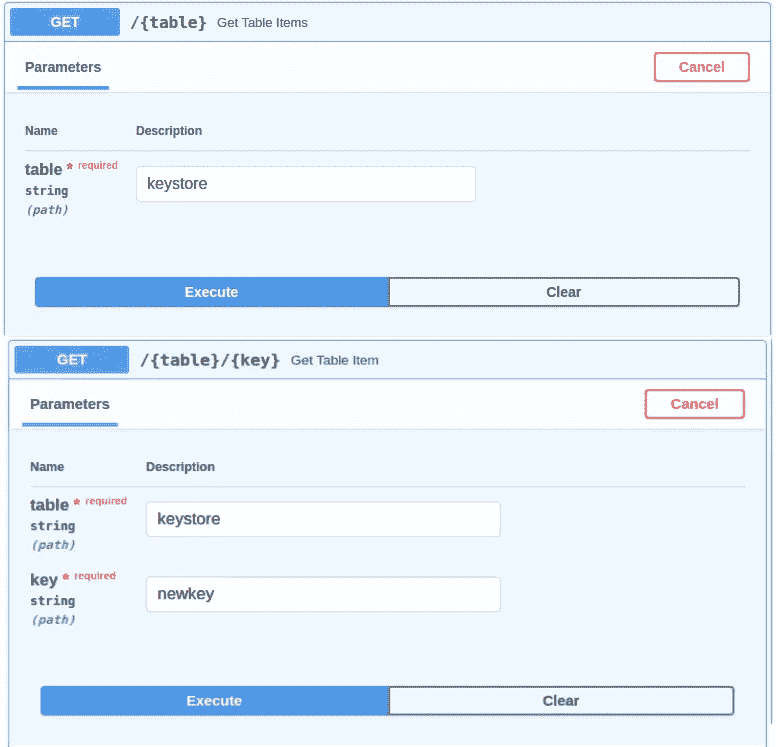 GET /{table} Get Table Items
Parameters Cancel
Name Description
table * required keystore
string
(path)
Execute Clear
GET /{table}/{key} Get Table Item
Parameters Cancel
Name Description
table * required keystore
string
(path)
key * required newkey
string
(path)
Execute Clear